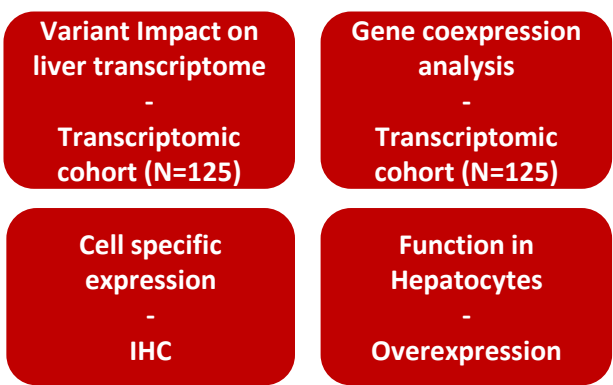 Variant Impact on
liver transcriptome
-
Transcriptomic
cohort (N=125)
Gene coexpression
analysis
-
Transcriptomic
cohort (N=125)
Cell specific
expression
-
IHC
Function in
Hepatocytes
-
Overexpression